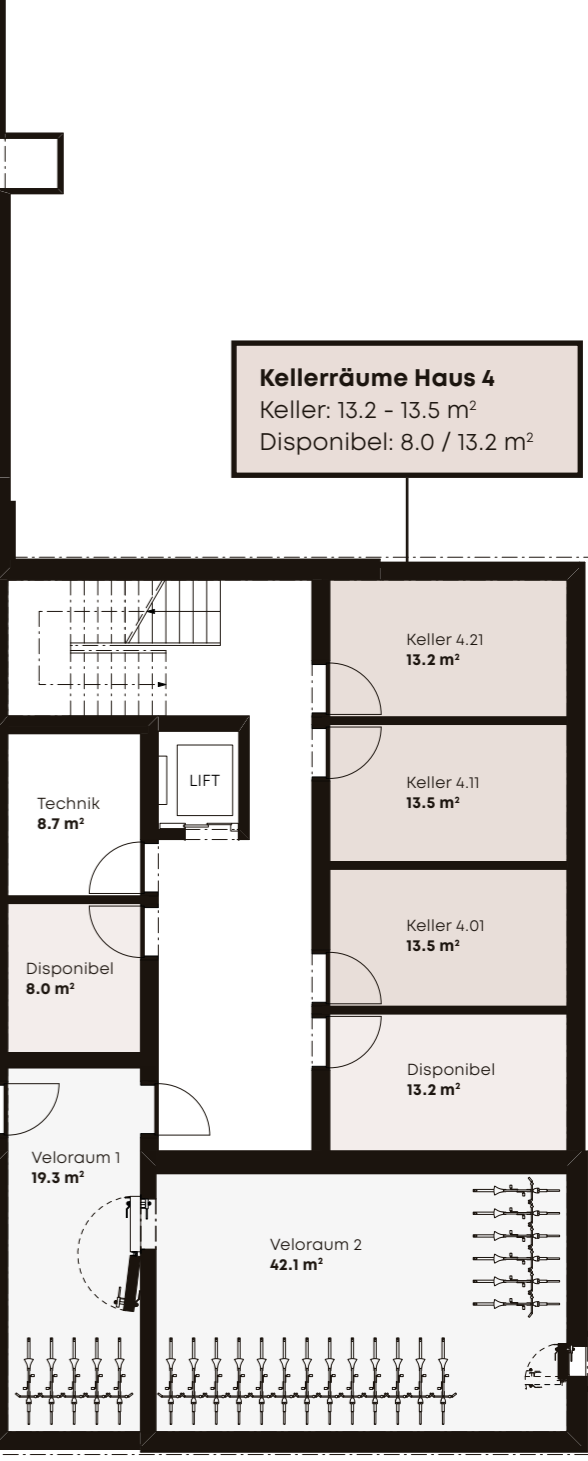 Kellerräume Haus 4
Keller: 13.2 - 13.5 m²
Disponibel: 8.0 / 13.2 m²
Keller 4.21
13.2 m²
LIFT
Keller 4.11
13.5 m²
Technik
8.7 m²
Keller 4.01
13.5 m²
Disponibel
8.0 m²
Disponibel
13.2 m²
Veloraum 1
19.3 m²
Veloraum 2
42.1 m²